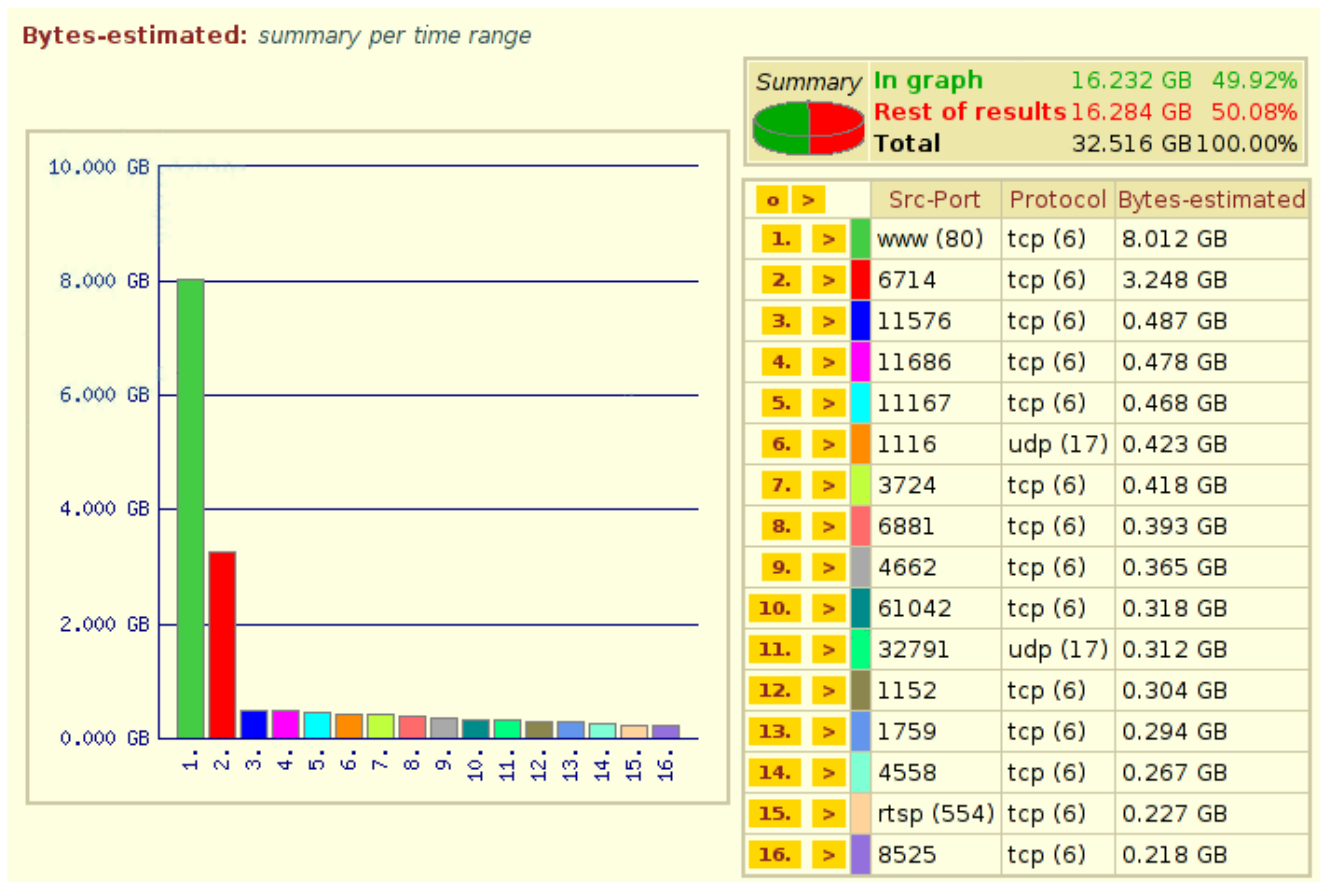 Bytes-estimated: summary per time range
Summary In graph 16.232 GB 49.92%
Rest of results 16.284 GB 50.08%
Total 32.516 GB 100.00%
10.000 GB
8.000 GB
6.000 GB
4.000 GB
2.000 GB
0.000 GB
1. 2. 3. 4. 5. 6. 7. 8. 9. 10. 11. 12. 13. 14. 15. 16.
o > Src-Port Protocol Bytes-estimated
1. > www (80) tcp (6) 8.012 GB
2. > 6714 tcp (6) 3.248 GB
3. > 11576 tcp (6) 0.487 GB
4. > 11686 tcp (6) 0.478 GB
5. > 11167 tcp (6) 0.468 GB
6. > 1116 udp (17) 0.423 GB
7. > 3724 tcp (6) 0.418 GB
8. > 6881 tcp (6) 0.393 GB
9. > 4662 tcp (6) 0.365 GB
10. > 61042 tcp (6) 0.318 GB
11. > 32791 udp (17) 0.312 GB
12. > 1152 tcp (6) 0.304 GB
13. > 1759 tcp (6) 0.294 GB
14. > 4558 tcp (6) 0.267 GB
15. > rtsp (554) tcp (6) 0.227 GB
16. > 8525 tcp (6) 0.218 GB